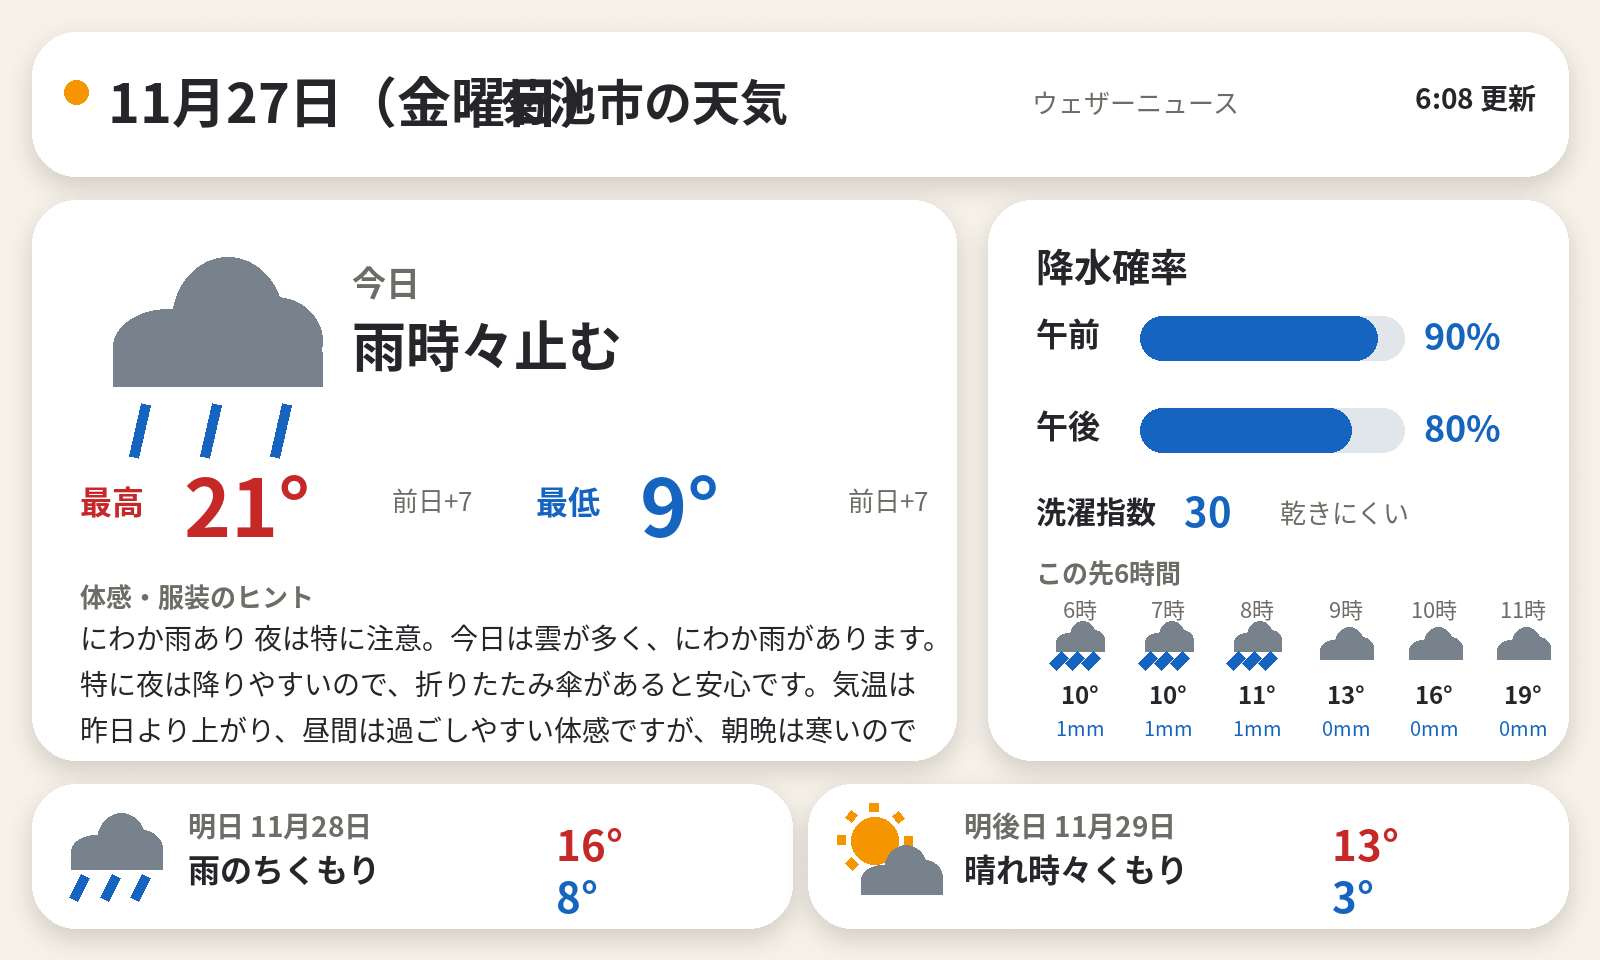 11月27日（金曜日）
菊池市の天気
ウェザーニュース
6:08 更新
今日
雨時々止む
最高 21° 前日+7 最低 9° 前日+7
体感・服装のヒント
にわか雨あり 夜は特に注意。今日は雲が多く、にわか雨があります。
特に夜は降りやすいので、折りたたみ傘があると安心です。気温は
昨日より上がり、昼間は過ごしやすい体感ですが、朝晩は寒いので
降水確率
午前 90%
午後 80%
洗濯指数 30 乾きにくい
この先6時間
6時 7時 8時 9時 10時 11時
10° 10° 11° 13° 16° 19°
1mm 1mm 1mm 0mm 0mm 0mm
明日 11月28日
雨のちくもり
16°
8°
明後日 11月29日
晴れ時々くもり
13°
3°